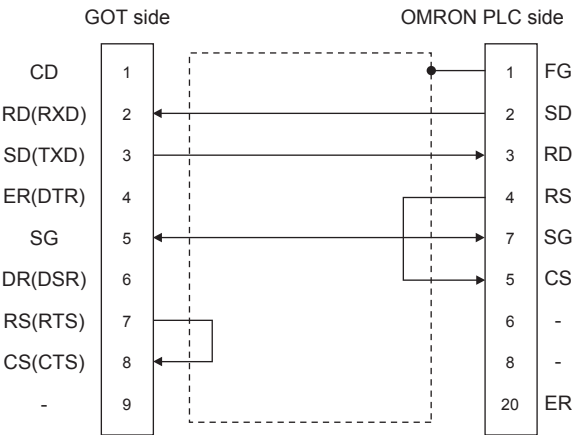 GOT side OMRON PLC side
CD 1 1 FG
RD(RXD) 2 2 SD
SD(TXD) 3 3 RD
ER(DTR) 4 4 RS
SG 5 7 SG
DR(DSR) 6 5 CS
RS(RTS) 7 6 -
CS(CTS) 8 8 -
- 9 20 ER